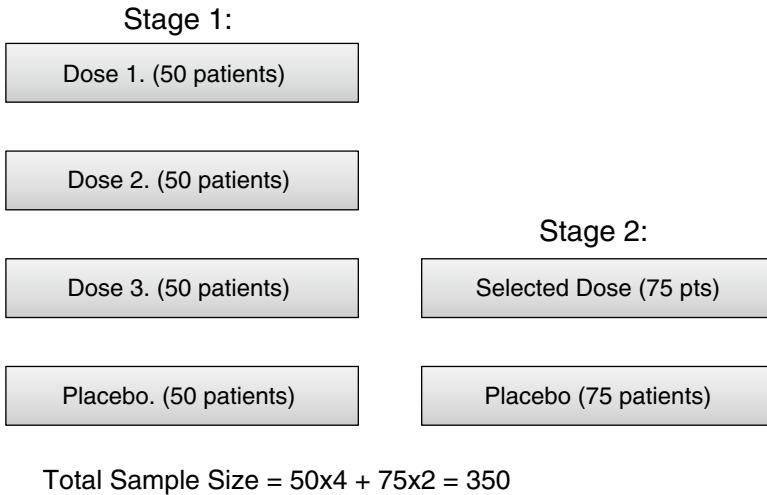 Stage 1:
Dose 1. (50 patients)
Dose 2. (50 patients)
Dose 3. (50 patients)
Placebo. (50 patients)
Stage 2:
Selected Dose (75 pts)
Placebo (75 patients)
Total Sample Size = 50x4 + 75x2 = 350